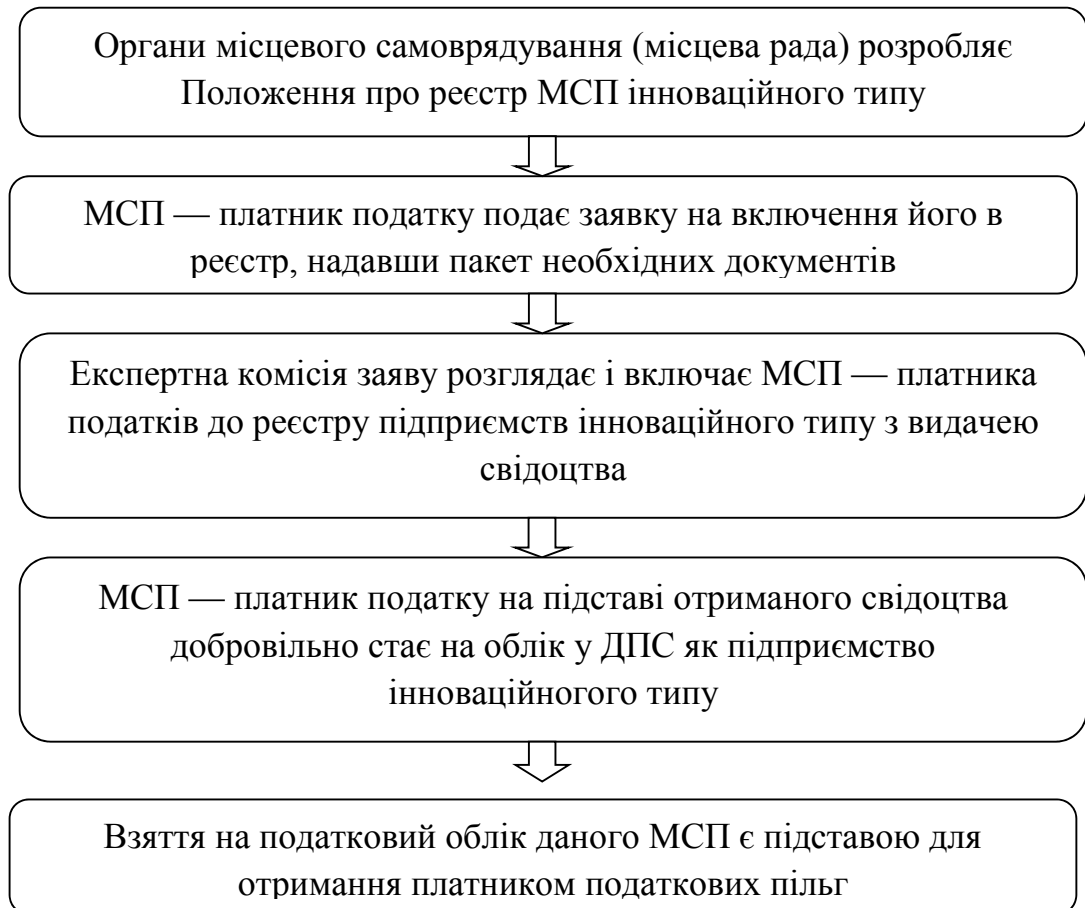 Органи місцевого самоврядування (місцева рада) розробляє
Положення про реєстр МСП інноваційного типу
МСП — платник податку подає заявку на включення його в
реєстр, надавши пакет необхідних документів
Експертна комісія заяву розглядає і включає МСП — платника
податків до реєстру підприємств інноваційного типу з видачею
свідоцтва
МСП — платник податку на підставі отриманого свідоцтва
добровільно стає на облік у ДПС як підприємство
інноваційного типу
Взяття на податковий облік даного МСП є підставою для
отримання платником податкових пільг